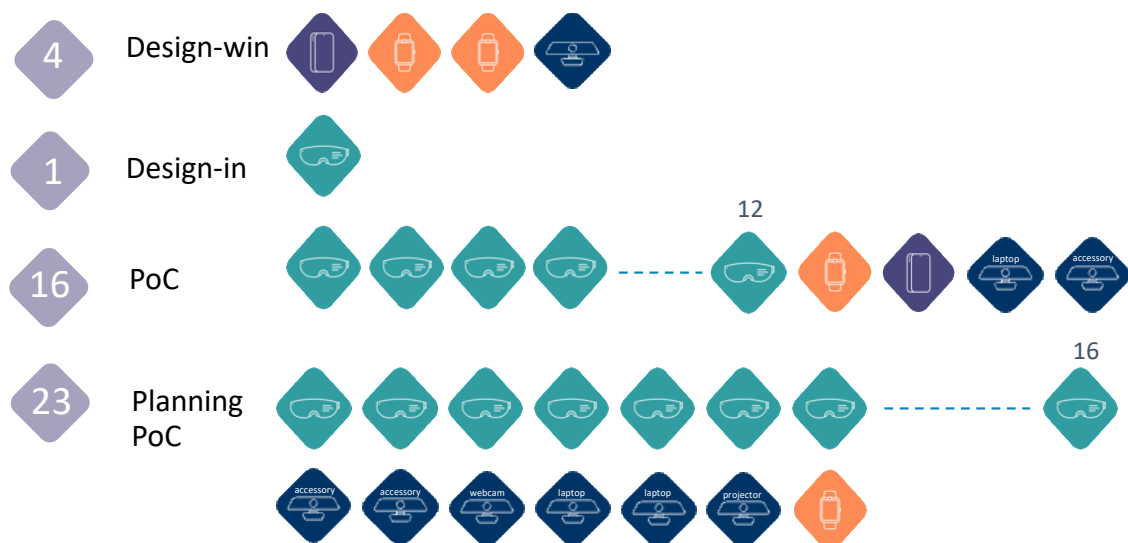 4 Design-win
1 Design-in
12
16 PoC
laptop accessory
16
23 Planning
PoC
accessory accessory webcam laptop laptop projector